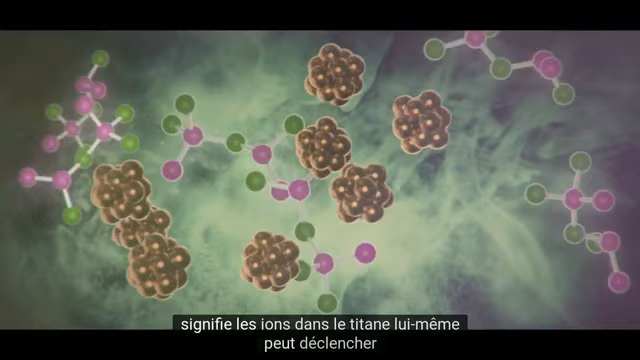 signifie les ions dans le titane lui-même
peut déclencher